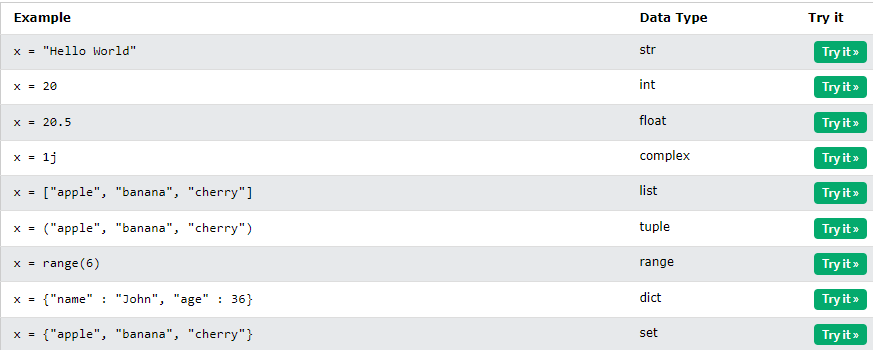 Example Data Type Try it
x = "Hello World" str Try it »
x = 20 int Try it »
x = 20.5 float Try it »
x = 1j complex Try it »
x = ["apple", "banana", "cherry"] list Try it »
x = ("apple", "banana", "cherry") tuple Try it »
x = range(6) range Try it »
x = {"name" : "John", "age" : 36} dict Try it »
x = {"apple", "banana", "cherry"} set Try it »